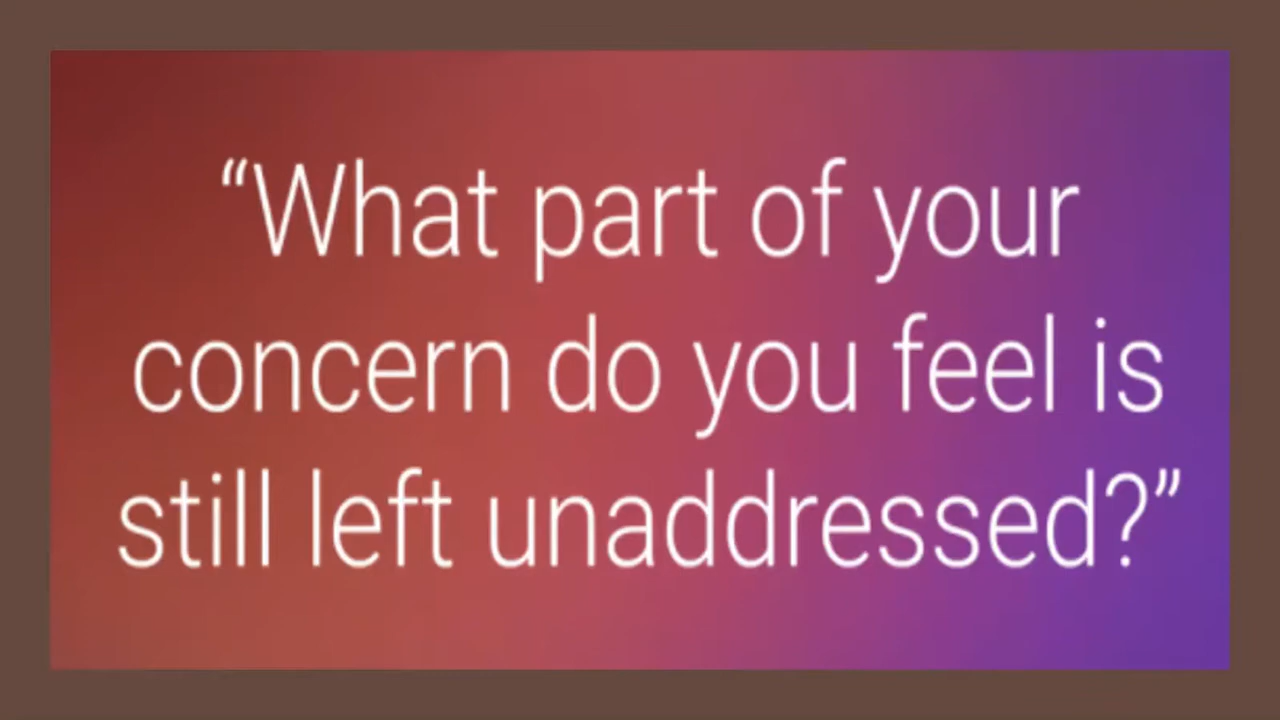 “What part of your
concern do you feel is
still left unaddressed?”